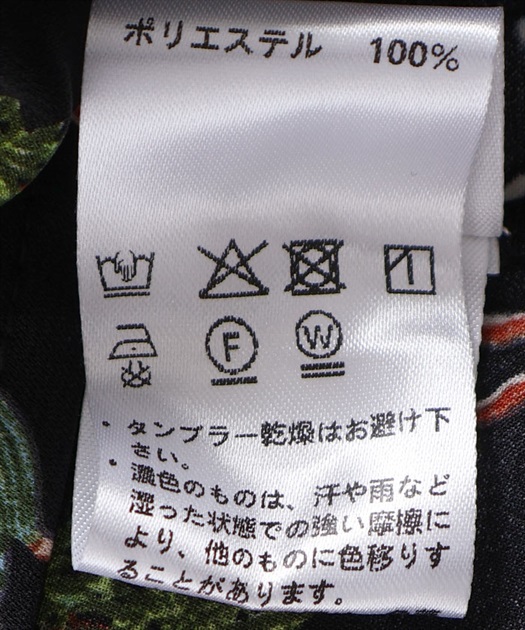 ポリエステル 100%
F W
・タンブラー乾燥はお避け下
さい。
・濃色のものは、汗や雨など
湿った状態での強い摩擦に
より、他のものに色移りす
ることがあります。